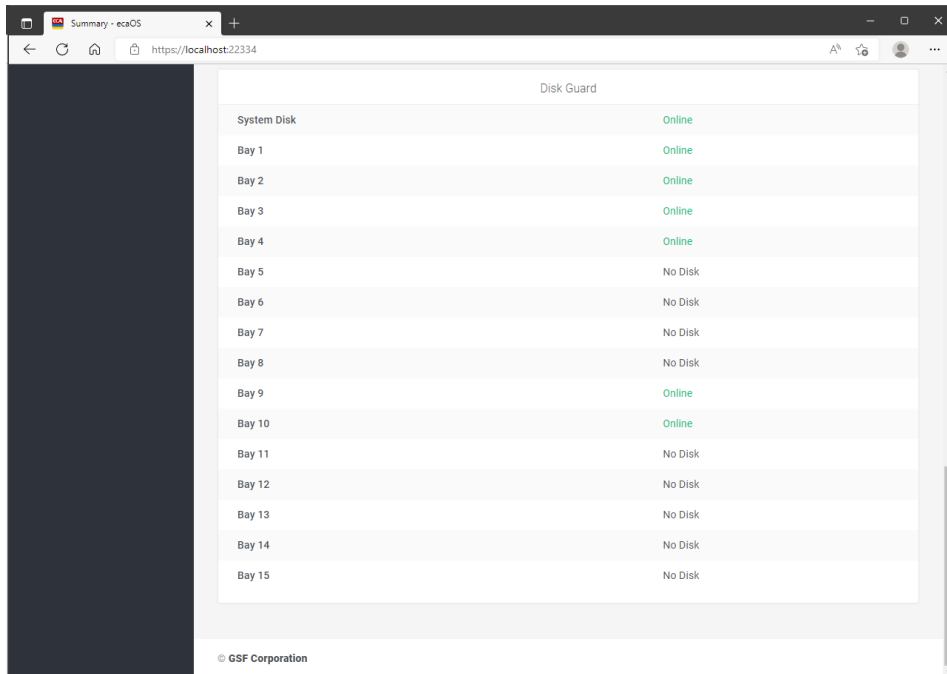 ECA Summary - ecaOS
https://localhost:22334
Disk Guard
System Disk Online
Bay 1 Online
Bay 2 Online
Bay 3 Online
Bay 4 Online
Bay 5 No Disk
Bay 6 No Disk
Bay 7 No Disk
Bay 8 No Disk
Bay 9 Online
Bay 10 Online
Bay 11 No Disk
Bay 12 No Disk
Bay 13 No Disk
Bay 14 No Disk
Bay 15 No Disk
© GSF Corporation